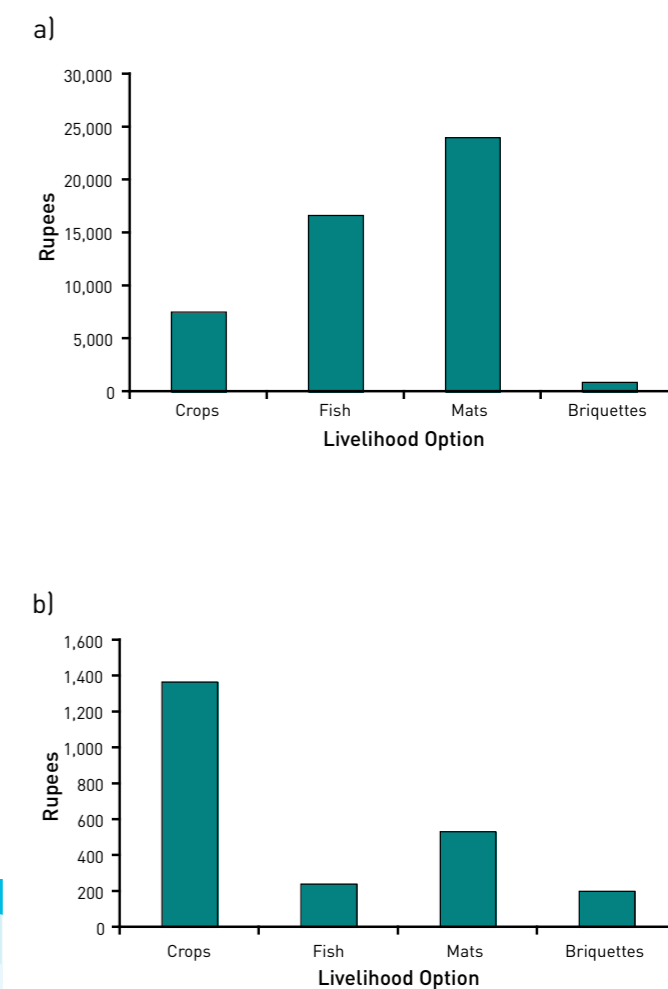 a)
30,000
25,000
20,000
15,000
10,000
5,000
0
Rupees
Crops Fish Mats Briquettes
Livelihood Option
b)
1,600
1,400
1,200
1,000
800
600
400
200
0
Rupees
Crops Fish Mats Briquettes
Livelihood Option